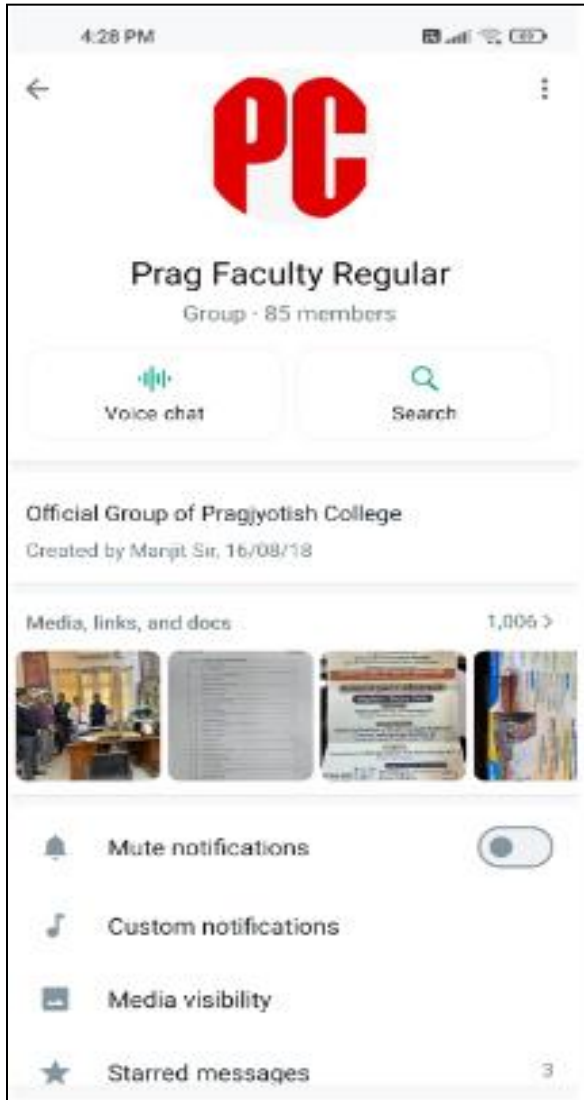 4:28 PM
PC
Prag Faculty Regular
Group · 85 members
Voice chat
Search
Official Group of Pragjyotish College
Created by Manjit Sir, 16/08/18
Media, links, and docs
1,006 >
Mute notifications
Custom notifications
Media visibility
Starred messages
3